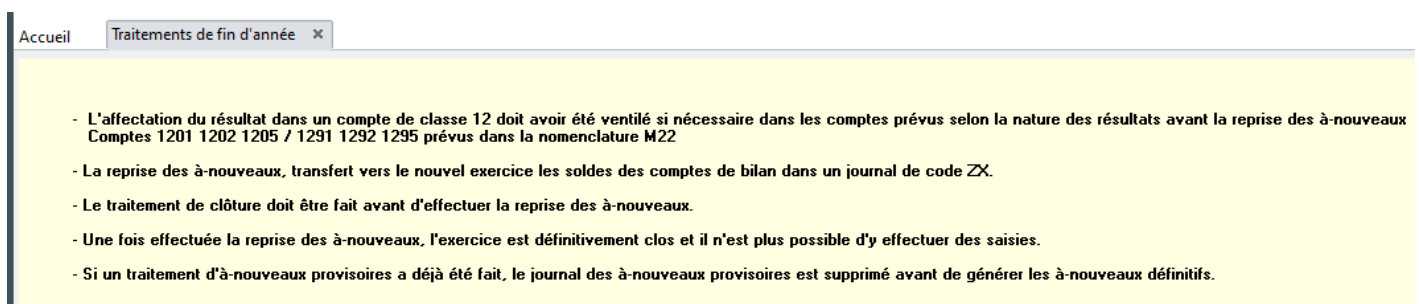 Accueil Traitements de fin d'année ×
- L'affectation du résultat dans un compte de classe 12 doit avoir été ventilé si nécessaire dans les comptes prévus selon la nature des résultats avant la reprise des à-nouveaux
Comptes 1201 1202 1205 / 1291 1292 1295 prévus dans la nomenclature M22
- La reprise des à-nouveaux, transfert vers le nouvel exercice les soldes des comptes de bilan dans un journal de code ZX.
- Le traitement de clôture doit être fait avant d'effectuer la reprise des à-nouveaux.
- Une fois effectuée la reprise des à-nouveaux, l'exercice est définitivement clos et il n'est plus possible d'y effectuer des saisies.
- Si un traitement d'à-nouveaux provisoires a déjà été fait, le journal des à-nouveaux provisoires est supprimé avant de générer les à-nouveaux définitifs.